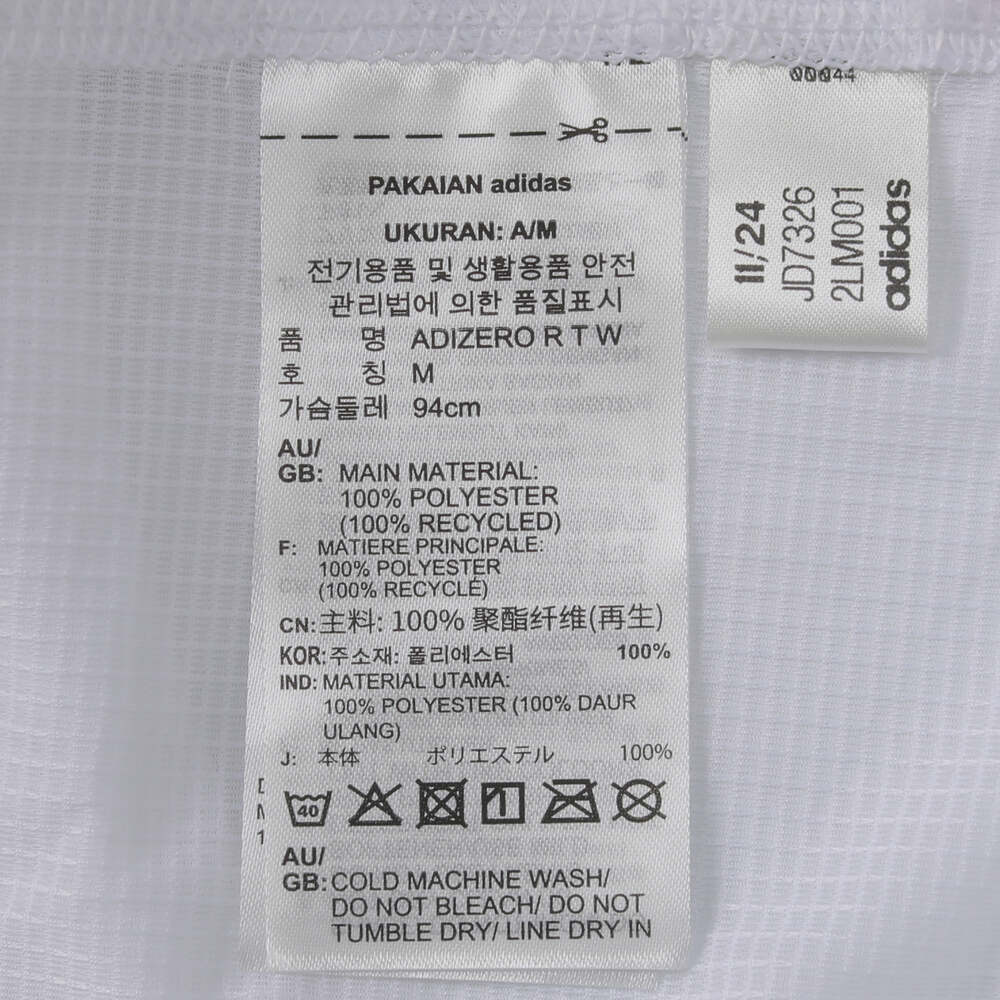 PAKAIAN adidas
UKURAN: A/M
전기용품 및 생활용품 안전
관리법에 의한 품질표시
품 명 ADIZERO R T W
호 칭 M
가슴둘레 94cm
AU/
GB: MAIN MATERIAL:
100% POLYESTER
(100% RECYCLED)
F: MATIERE PRINCIPALE:
100% POLYESTER
(100% RECYCLÉ)
CN: 主料: 100% 聚酯纤维(再生)
KOR: 주소재: 폴리에스터 100%
IND: MATERIAL UTAMA:
100% POLYESTER (100% DAUR
ULANG)
J: 本体 ポリエステル 100%
40
1
AU/
GB: COLD MACHINE WASH/
DO NOT BLEACH/ DO NOT
TUMBLE DRY/ LINE DRY IN
00044
11/24
JD7326
2LM001
adidas